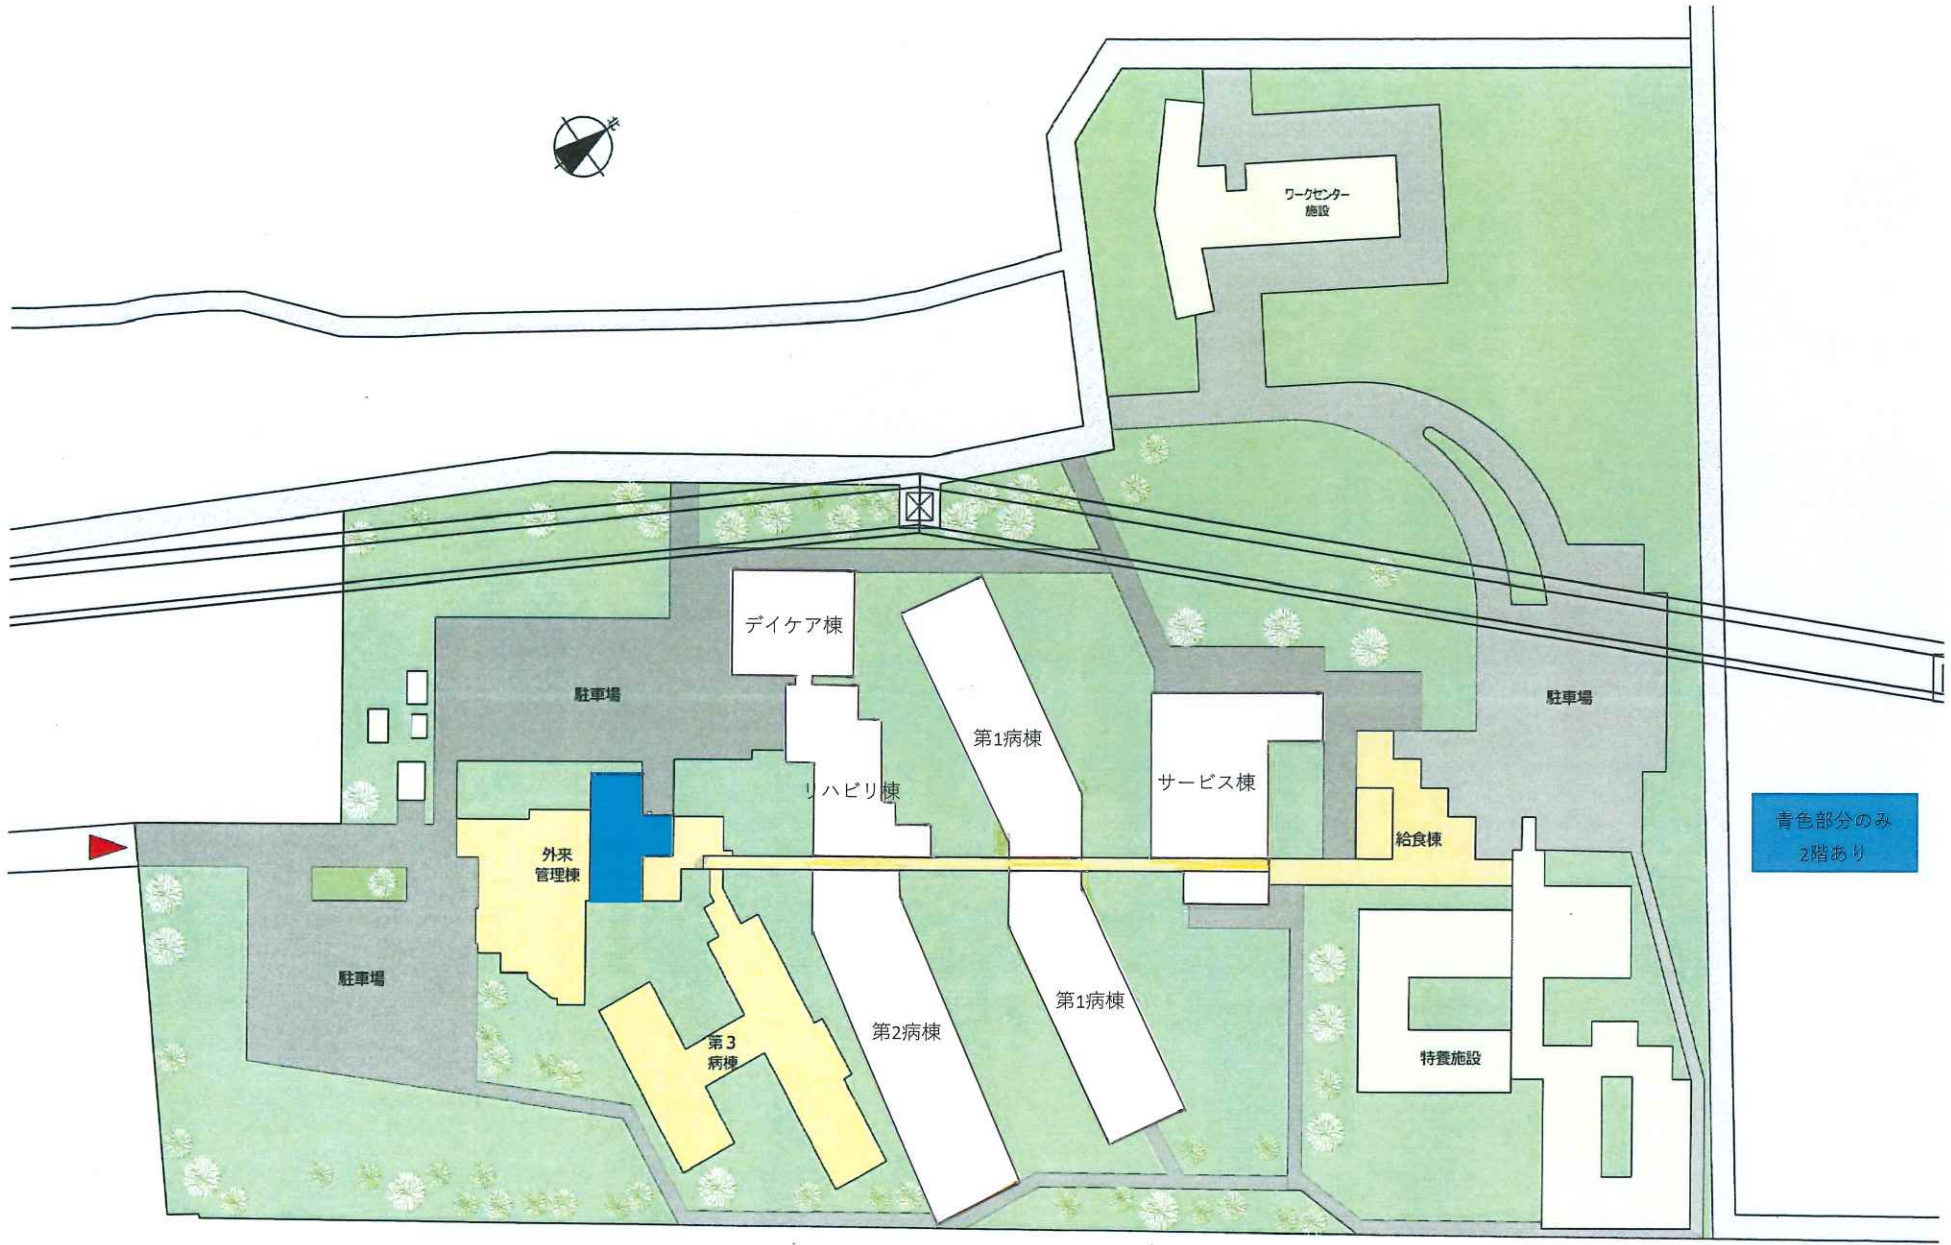 北
ワークセンター
施設
デイケア棟
駐車場
駐車場
第1病棟
サービス棟
リハビリ棟
青色部分のみ
2階あり
給食棟
外来
管理棟
駐車場
第1病棟
第2病棟
第3
病棟
特養施設